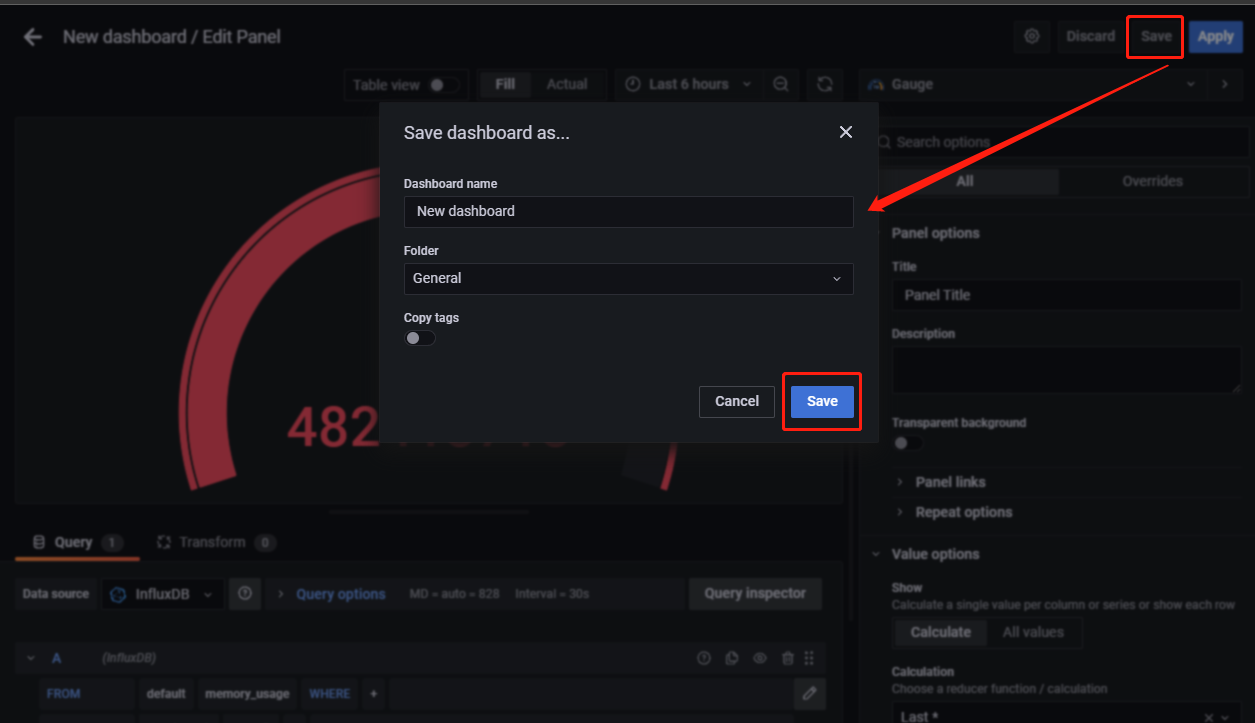 New dashboard / Edit Panel
Discard
Save
Apply
Table view
Fill
Actual
Last 6 hours
Gauge
Save dashboard as...
Search options
Dashboard name
New dashboard
All
Overrides
Folder
General
Copy tags
Cancel
Save
Panel options
Title
Panel Title
Description
Transparent background
Panel links
Repeat options
482
Query 1
Transform 0
Value options
Data source
InfluxDB
Query options
MD = auto = 828
Interval = 30s
Query inspector
Show
Calculate a single value per column or series or show each row
Calculate
All values
A
(InfluxDB)
FROM
default
memory_usage
WHERE
+
Calculation
Choose a reducer function / calculation
Last *